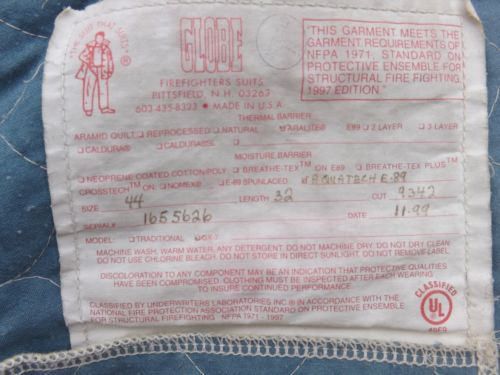 "THE SUIT THAT SUITS"
®
GLOBE
FIREFIGHTERS SUITS
PITTSFIELD, N.H. 03263
603-435-8323 • MADE IN U.S.A.
"THIS GARMENT MEETS THE
GARMENT REQUIREMENTS OF
NFPA 1971, STANDARD ON
PROTECTIVE ENSEMBLE FOR
STRUCTURAL FIRE FIGHTING,
1997 EDITION."
THERMAL BARRIER
ARAMID QUILT: REPROCESSED NATURAL ARALITE® E89 2 LAYER 3 LAYER
CALDURA® CALDURA
MOISTURE BARRIER
NEOPRENE COATED COTTON/POLY BREATHE-TEX™ ON E89 BREATHE-TEX PLUS™
CROSSTECH™ ON: NOMEX® E-89 SPUNLACED AQUATECH E-89
SIZE 44 LENGTH 32 CUT 9342
SERIAL# 1655626 DATE 11-99
MODEL: TRADITIONAL
MACHINE WASH, WARM WATER, ANY DETERGENT. DO NOT MACHINE DRY. DO NOT DRY CLEAN
DO NOT USE CHLORINE BLEACH. DO NOT STORE IN DIRECT SUNLIGHT. DO NOT REMOVE LABEL
DISCOLORATION TO ANY COMPONENT MAY BE AN INDICATION THAT PROTECTIVE QUALITIES
HAVE BEEN COMPROMISED. CLOTHING MUST BE INSPECTED AFTER EACH WEARING
TO INSURE CONTINUED PERFORMANCE.
CLASSIFIED BY UNDERWRITERS LABORATORIES INC.® IN ACCORDANCE WITH THE
NATIONAL FIRE PROTECTION ASSOCIATION STANDARD ON PROTECTIVE ENSEMBLE
FOR STRUCTURAL FIREFIGHTING NFPA 1971 - 1997
CLASSIFIED
UL